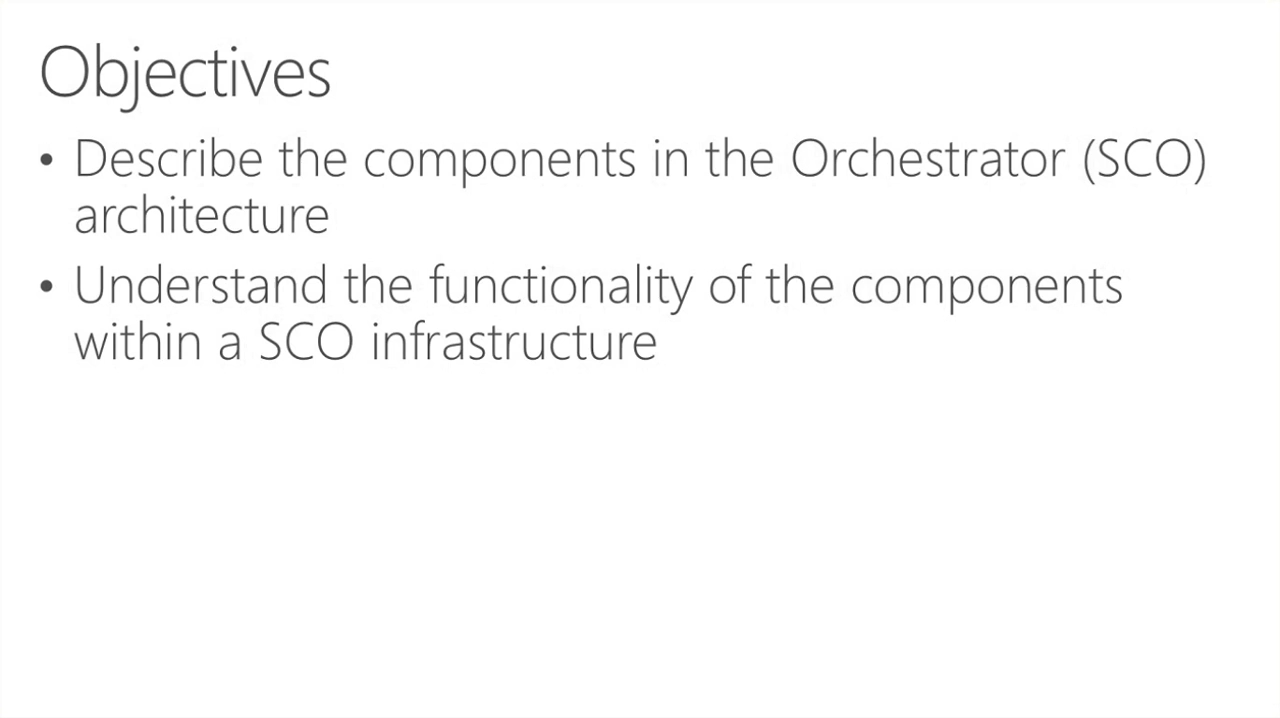 Objectives
• Describe the components in the Orchestrator (SCO)
architecture
• Understand the functionality of the components
within a SCO infrastructure